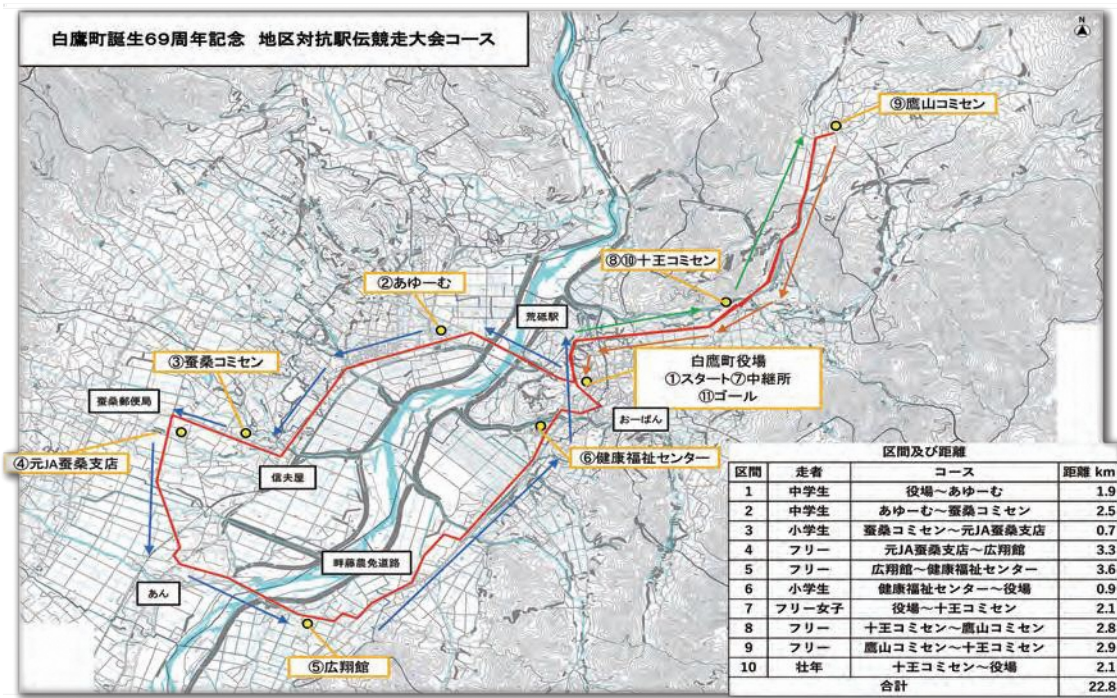 白鷹町誕生69周年記念 地区対抗駅伝競走大会コース
N
⑨鷹山コミセン
⑧⑩十王コミセン
②あゆーむ
荒砥駅
③蚕桑コミセン
白鷹町役場
①スタート⑦中継所
⑪ゴール
蚕桑郵便局
おーばん
④元JA蚕桑支店
⑥健康福祉センター
信夫屋
畔藤農免道路
あん
⑤広翔館
区間及び距離
区間 走者 コース 距離 km
1 中学生 役場～あゆーむ 1.9
2 中学生 あゆーむ～蚕桑コミセン 2.5
3 小学生 蚕桑コミセン～元JA蚕桑支店 0.7
4 フリー 元JA蚕桑支店～広翔館 3.3
5 フリー 広翔館～健康福祉センター 3.6
6 小学生 健康福祉センター～役場 0.9
7 フリー女子 役場～十王コミセン 2.1
8 フリー 十王コミセン～鷹山コミセン 2.8
9 フリー 鷹山コミセン～十王コミセン 2.9
10 壮年 十王コミセン～役場 2.1
合計 22.8